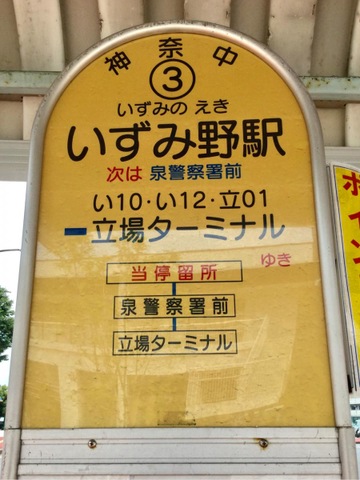 神奈中
③
いずみの えき
いずみ野駅
次は 泉警察署前
い10・い12・立01
立場ターミナル
ゆき
当停留所
泉警察署前
立場ターミナル